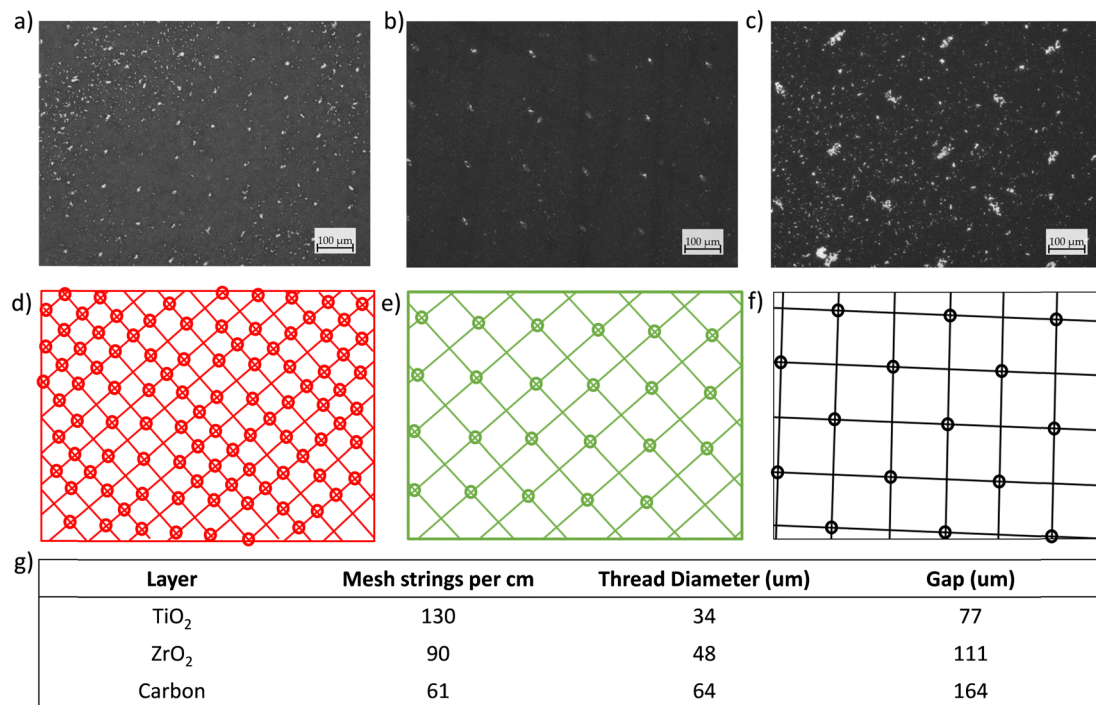 a)
b)
c)
100 µm
100 µm
100 µm
d)
e)
f)
g)
Layer Mesh strings per cm Thread Diameter (um) Gap (um)
TiO₂ 130 34 77
ZrO₂ 90 48 111
Carbon 61 64 164